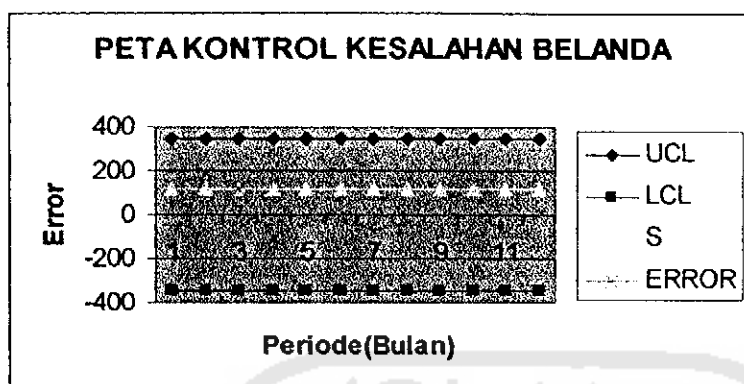 PETA KONTROL KESALAHAN BELANDA
400
200
0
-200
-400
Error
1 3 5 7 9 11
Periode(Bulan)
UCL
LCL
S
ERROR